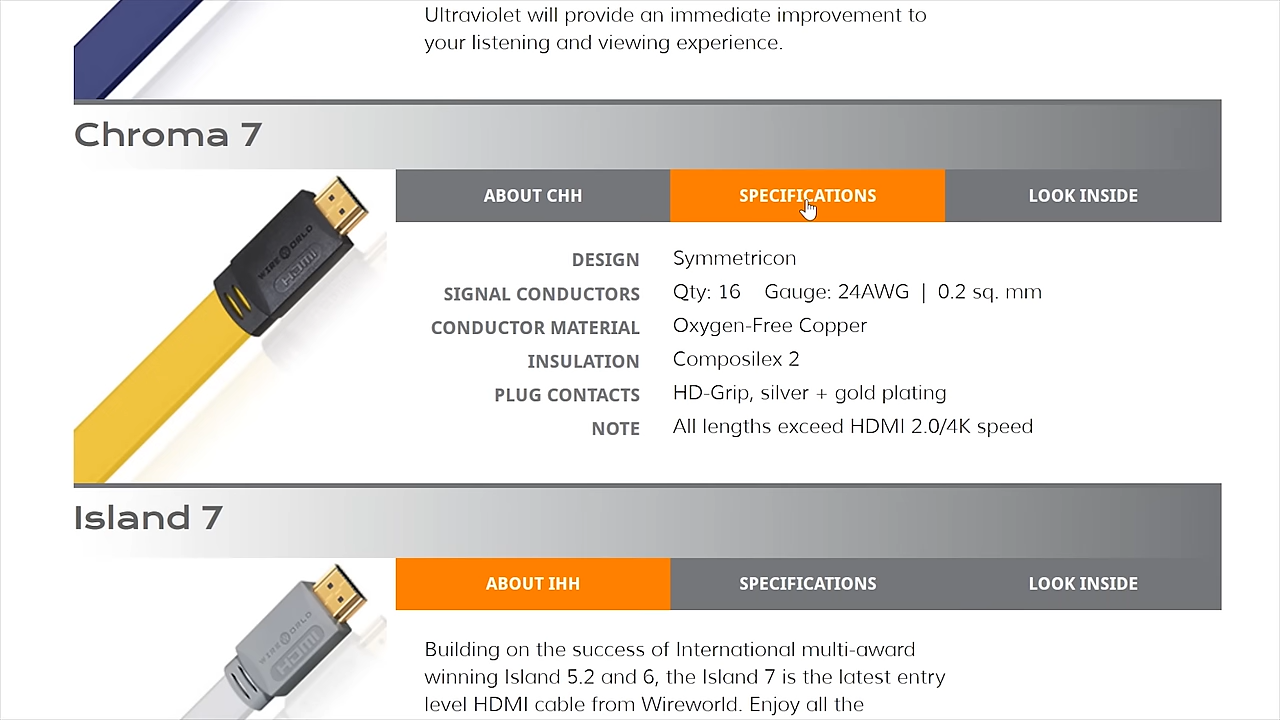 Ultraviolet will provide an immediate improvement to
your listening and viewing experience.
Chroma 7
WIREWORLD
HDMI
ABOUT CHH
SPECIFICATIONS
LOOK INSIDE
DESIGN Symmetricon
SIGNAL CONDUCTORS Qty: 16 Gauge: 24AWG | 0.2 sq. mm
CONDUCTOR MATERIAL Oxygen-Free Copper
INSULATION Composilex 2
PLUG CONTACTS HD-Grip, silver + gold plating
NOTE All lengths exceed HDMI 2.0/4K speed
Island 7
WIREWORLD
HDMI
ABOUT IHH
SPECIFICATIONS
LOOK INSIDE
Building on the success of International multi-award
winning Island 5.2 and 6, the Island 7 is the latest entry
level HDMI cable from Wireworld. Enjoy all the